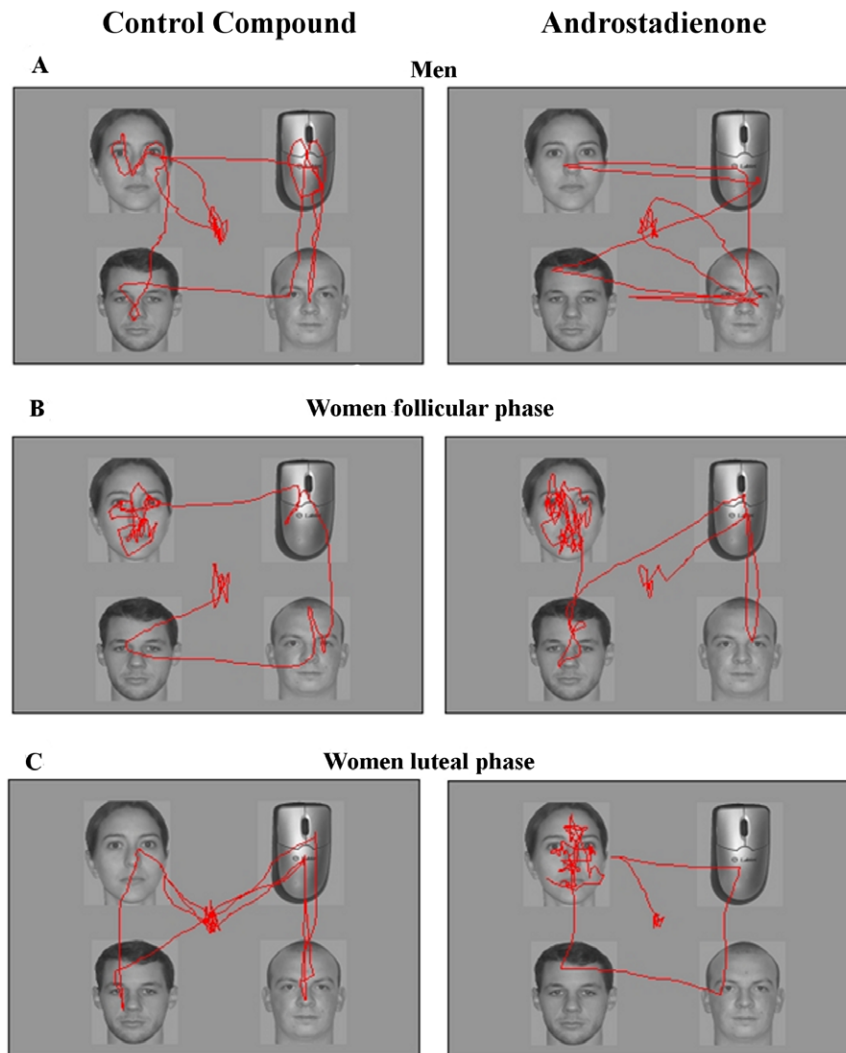 Control Compound Androstadienone
A
Men
B
Women follicular phase
C
Women luteal phase